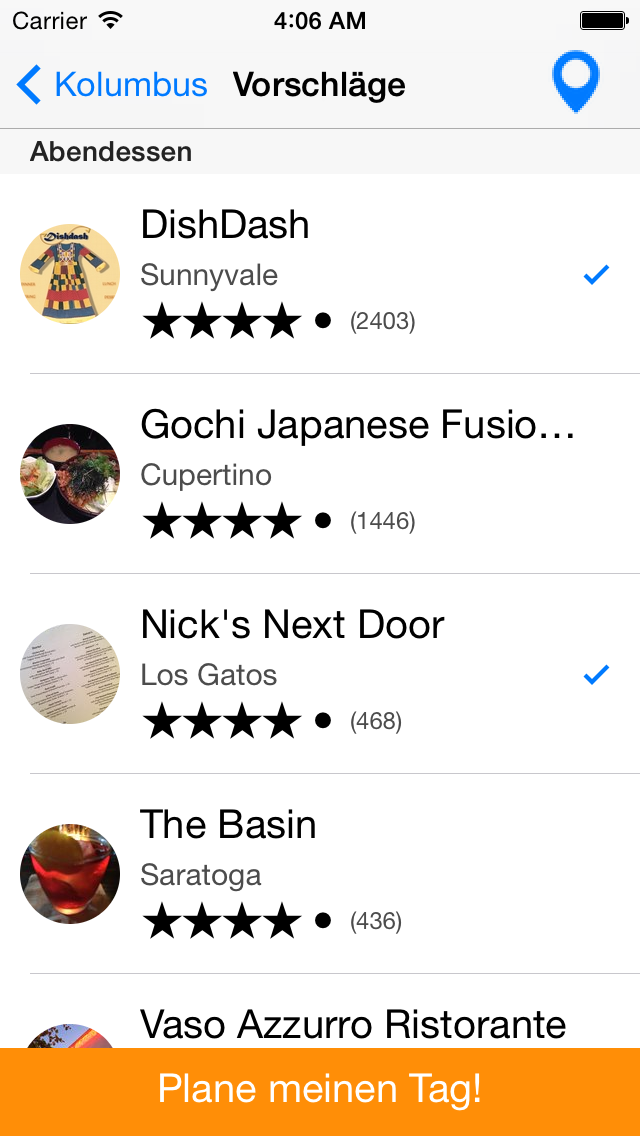 Carrier 4:06 AM
Kolumbus Vorschläge
Abendessen
Dishdash
DishDash
Sunnyvale
★★★★ • (2403)
Gochi Japanese Fusio…
Cupertino
★★★★ • (1446)
Nick's Next Door
Los Gatos
★★★★ • (468)
The Basin
Saratoga
★★★★ • (436)
Vaso Azzurro Ristorante
Plane meinen Tag!